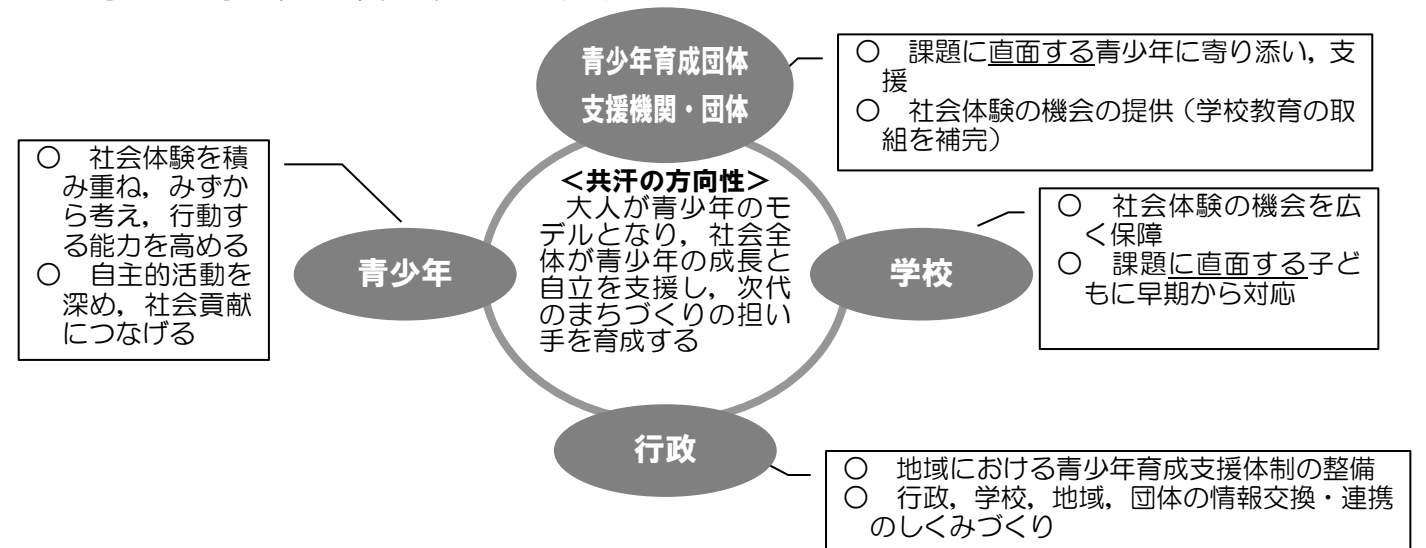 青少年育成団体
支援機関・団体
○　課題に直面する青少年に寄り添い，支
援
○　社会体験の機会の提供（学校教育の取
組を補完）
○　社会体験を積
み重ね，みずか
ら考え，行動す
る能力を高める
○　自主的活動を
深め，社会貢献
につなげる
青少年
＜共汗の方向性＞
大人が青少年のモ
デルとなり，社会全
体が青少年の成長と
自立を支援し，次代
のまちづくりの担い
手を育成する
学校
○　社会体験の機会を広
く保障
○　課題に直面する子ど
もに早期から対応
行政
○　地域における青少年育成支援体制の整備
○　行政，学校，地域，団体の情報交換・連携
のしくみづくり